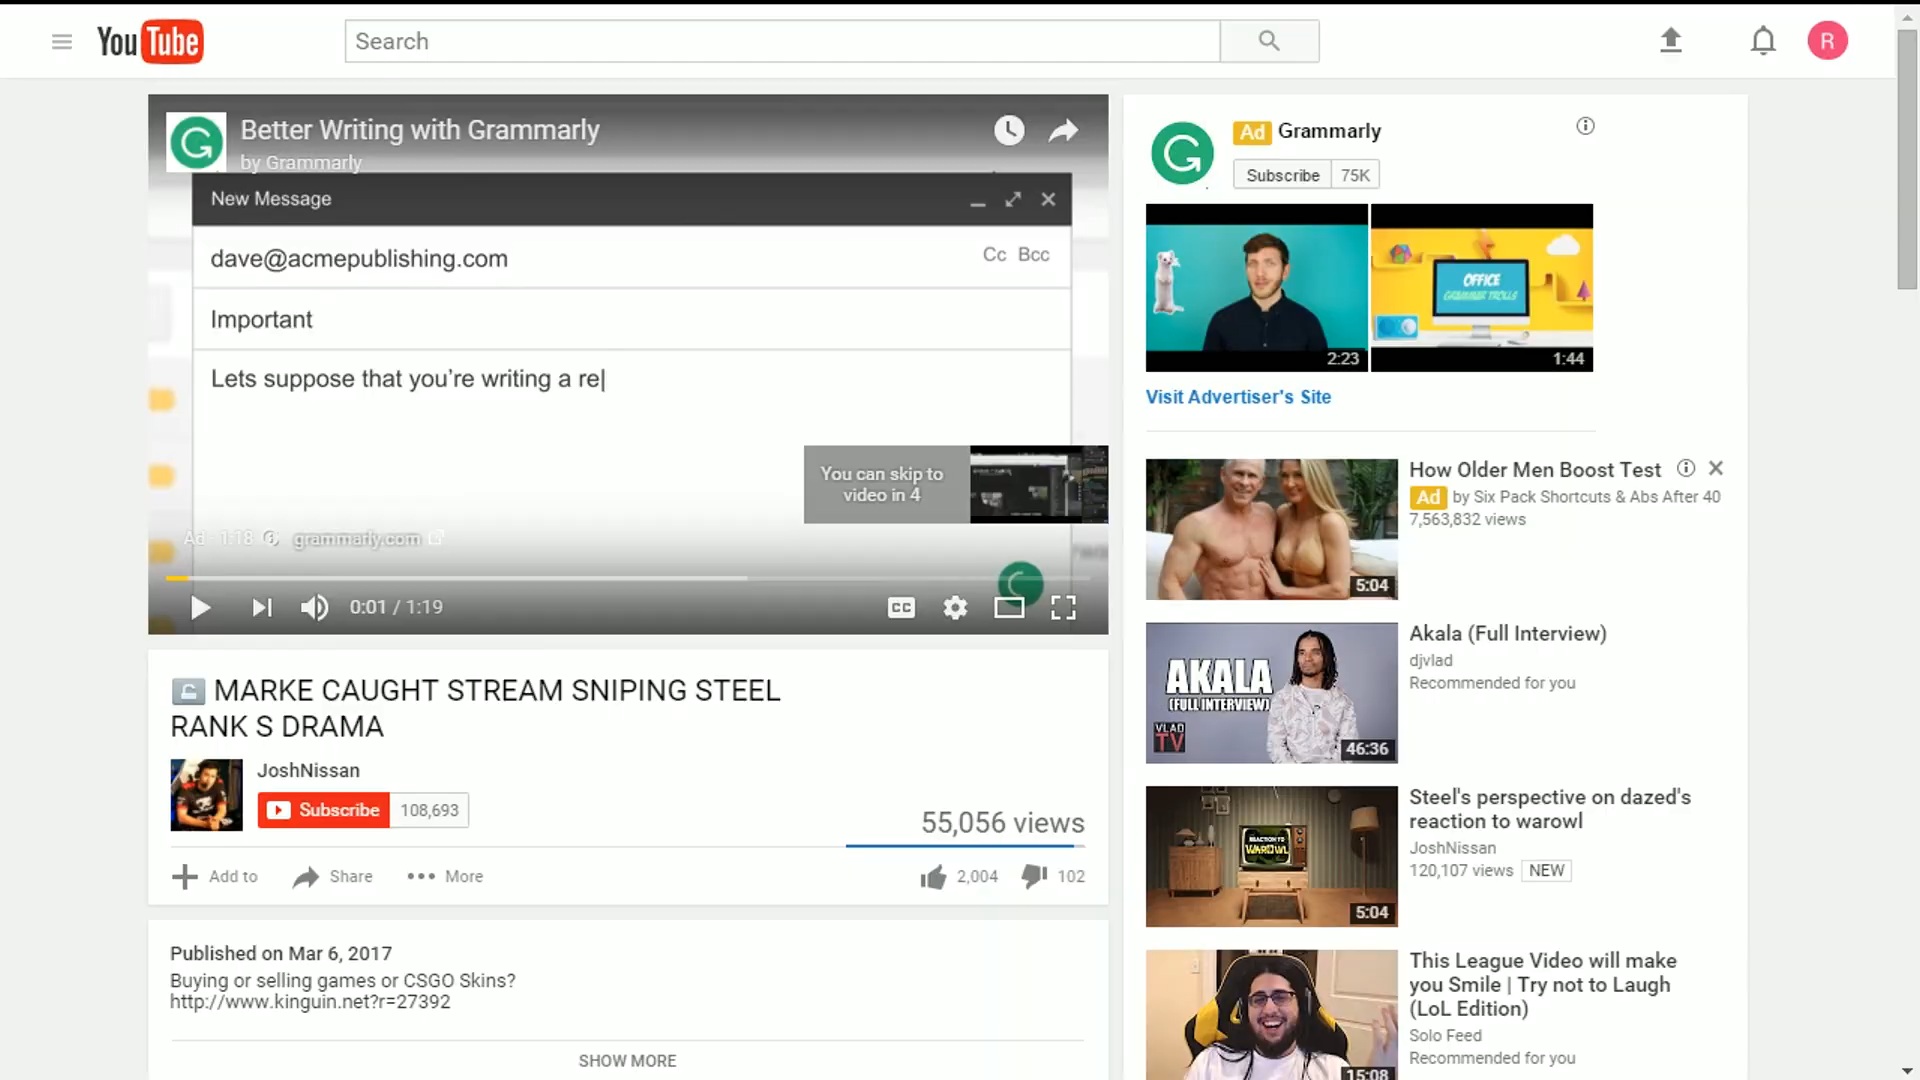 YouTube
Search
R
Better Writing with Grammarly
by Grammarly
New Message
dave@acmepublishing.com
Cc Bcc
Important
Lets suppose that you're writing a re|
You can skip to
video in 4
Ad · 1:18 grammarly.com
0:01 / 1:19
CC
MARKE CAUGHT STREAM SNIPING STEEL
RANK S DRAMA
JoshNissan
Subscribe 108,693
55,056 views
Add to Share More
2,004 102
Published on Mar 6, 2017
Buying or selling games or CSGO Skins?
http://www.kinguin.net?r=27392
SHOW MORE
Ad Grammarly
Subscribe 75K
2:23
OFFICE
GRAMMAR TROLLS
1:44
Visit Advertiser's Site
5:04
How Older Men Boost Test
Ad by Six Pack Shortcuts & Abs After 40
7,563,832 views
AKALA
(FULL INTERVIEW)
VLAD
TV
46:36
Akala (Full Interview)
djvlad
Recommended for you
REACTION TO
WAROWL
5:04
Steel's perspective on dazed's
reaction to warowl
JoshNissan
120,107 views NEW
15:08
This League Video will make
you Smile | Try not to Laugh
(LoL Edition)
Solo Feed
Recommended for you